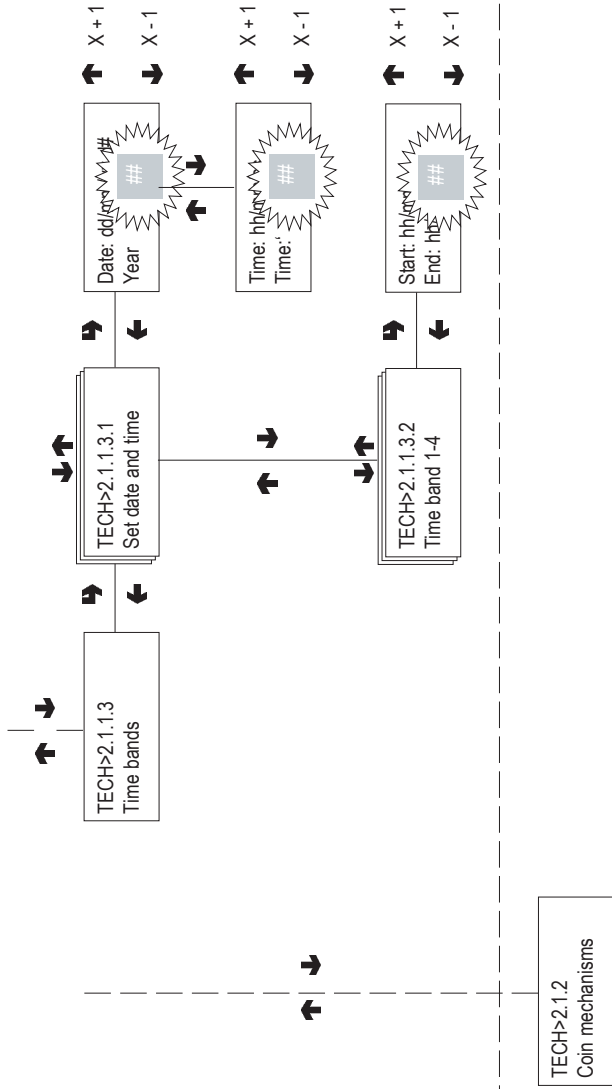 TECH>2.1.1.3
Time bands
TECH>2.1.1.3.1
Set date and time
Date: dd/
Year
##
X + 1
X - 1
Time: hh/
Time:'
##
X + 1
X - 1
TECH>2.1.1.3.2
Time band 1-4
Start: hh/
End: hh
##
X + 1
X - 1
TECH>2.1.2
Coin mechanisms